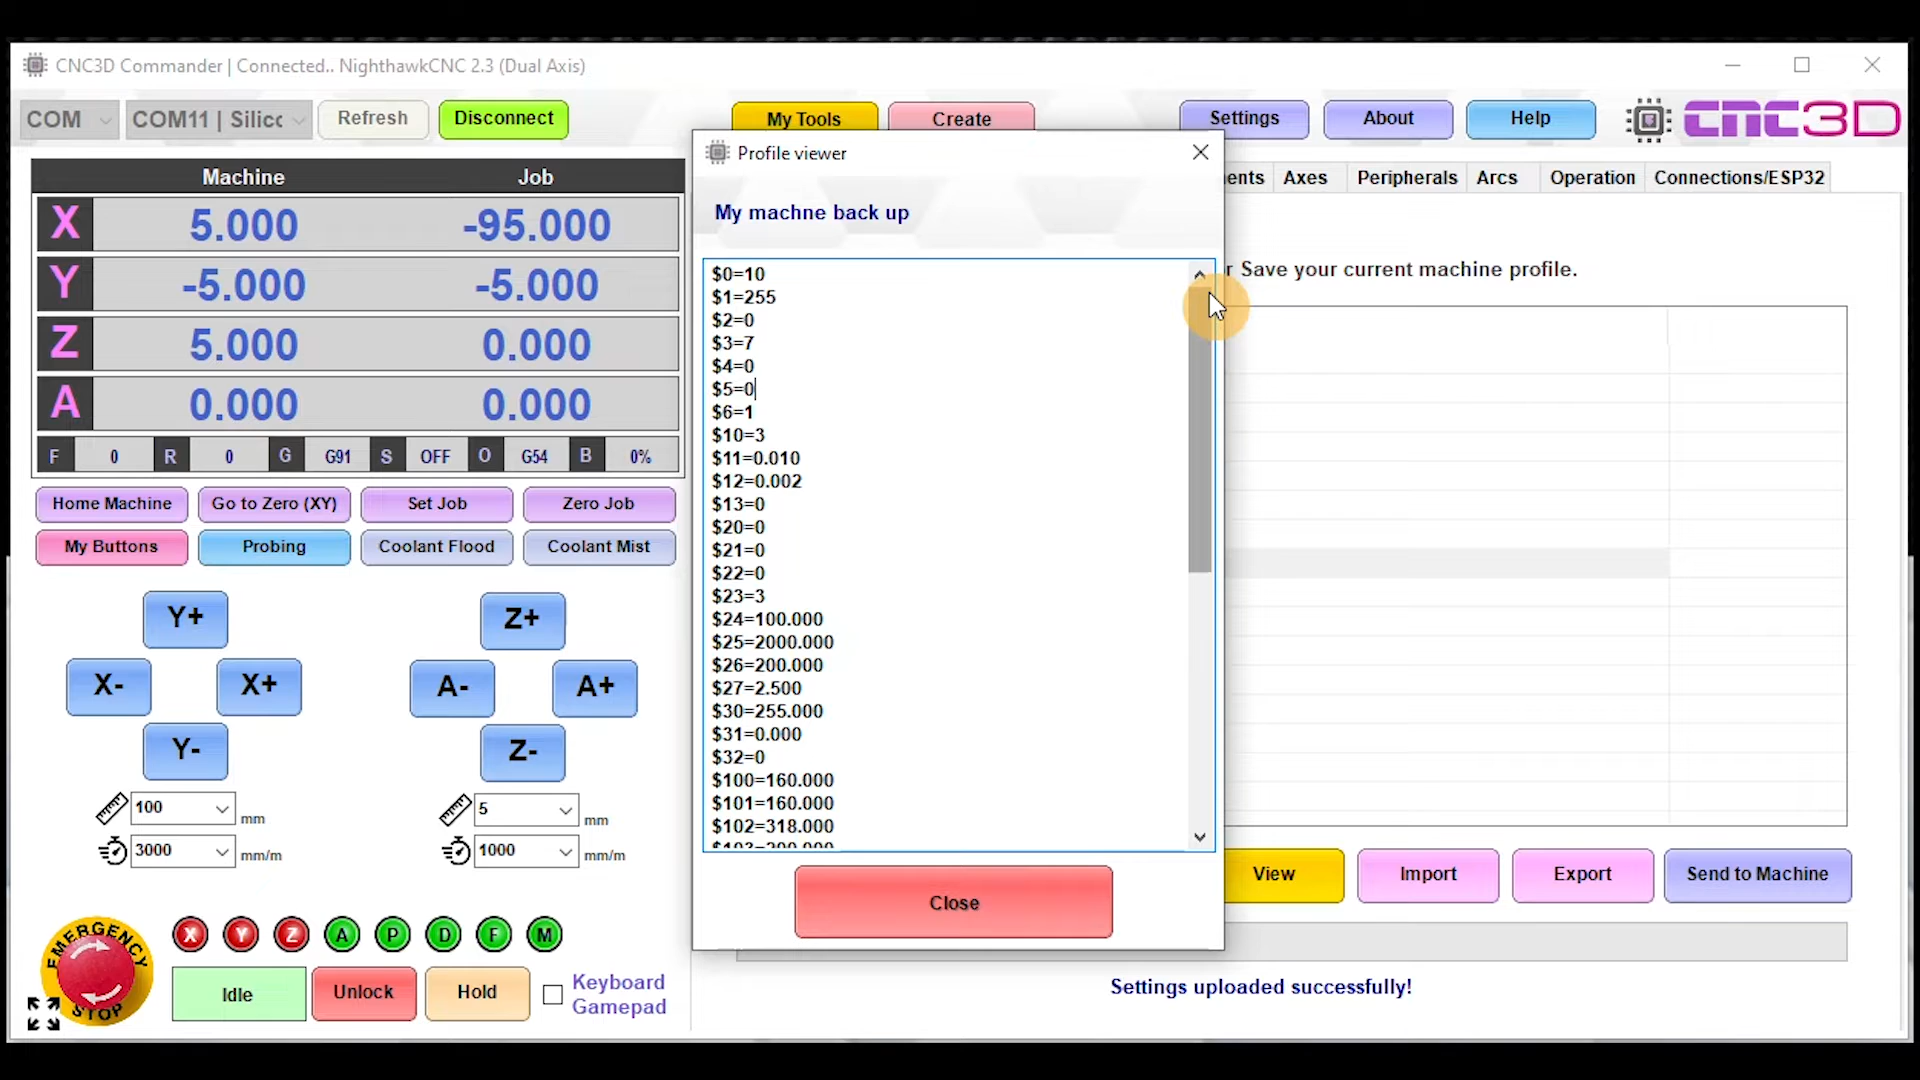 CNC3D Commander | Connected.. NighthawkCNC 2.3 (Dual Axis)
COM
COM11 | Silico
Refresh
Disconnect
My Tools
Create
Settings
About
Help
CNC3D
Machine
Job
X
5.000
-95.000
Y
-5.000
-5.000
Z
5.000
0.000
A
0.000
0.000
F
0
R
0
G
G91
S
OFF
O
G54
B
0%
Home Machine
Go to Zero (XY)
Set Job
Zero Job
My Buttons
Probing
Coolant Flood
Coolant Mist
Y+
X-
X+
Y-
Z+
A-
A+
Z-
100
mm
3000
mm/m
5
mm
1000
mm/m
EMERGENCY
STOP
X
Y
Z
A
P
D
F
M
Idle
Unlock
Hold
Keyboard
Gamepad
Profile viewer
My machne back up
$0=10
$1=255
$2=0
$3=7
$4=0
$5=0
$6=1
$10=3
$11=0.010
$12=0.002
$13=0
$20=0
$21=0
$22=0
$23=3
$24=100.000
$25=2000.000
$26=200.000
$27=2.500
$30=255.000
$31=0.000
$32=0
$100=160.000
$101=160.000
$102=318.000
Close
ents
Axes
Peripherals
Arcs
Operation
Connections/ESP32
r Save your current machine profile.
View
Import
Export
Send to Machine
Settings uploaded successfully!